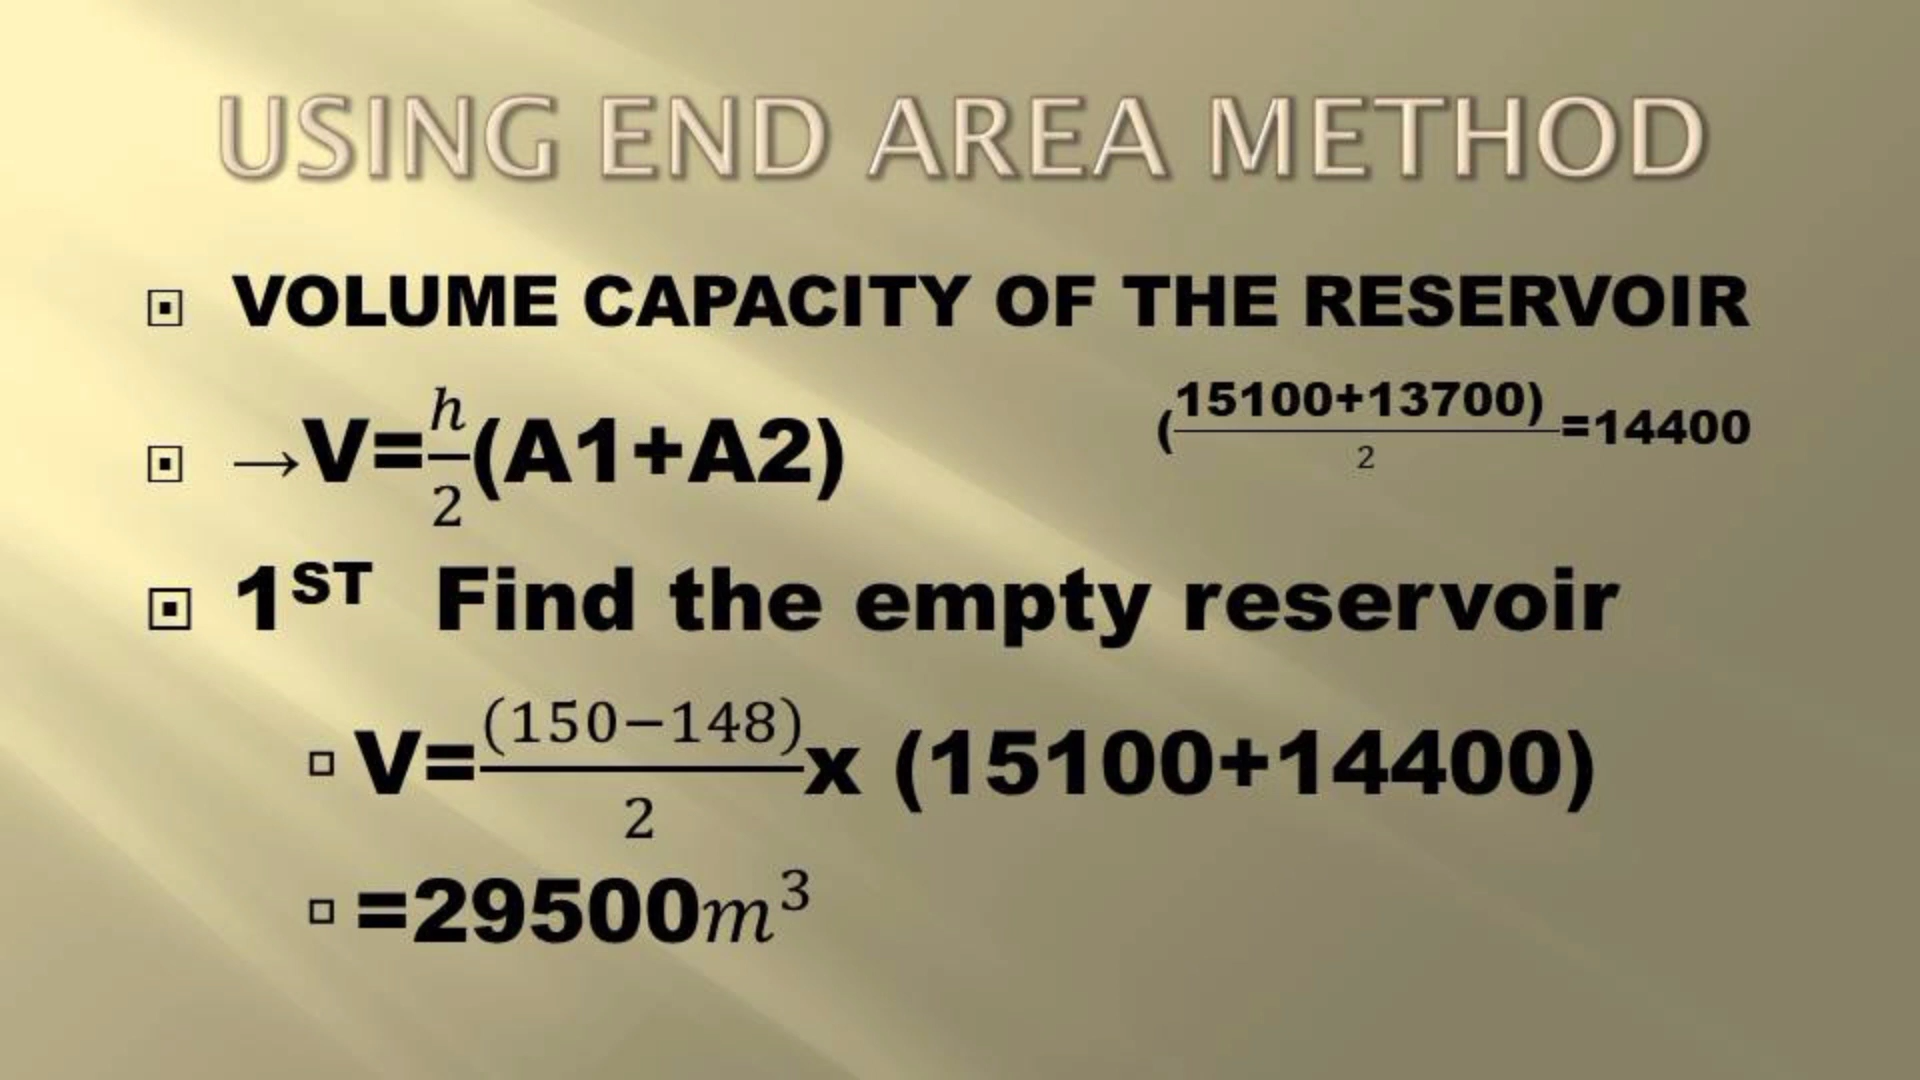 USING END AREA METHOD
VOLUME CAPACITY OF THE RESERVOIR
→V=h/2(A1+A2) (15100+13700)/2=14400
1ST Find the empty reservoir
V=(150−148)/2x (15100+14400)
=29500m³